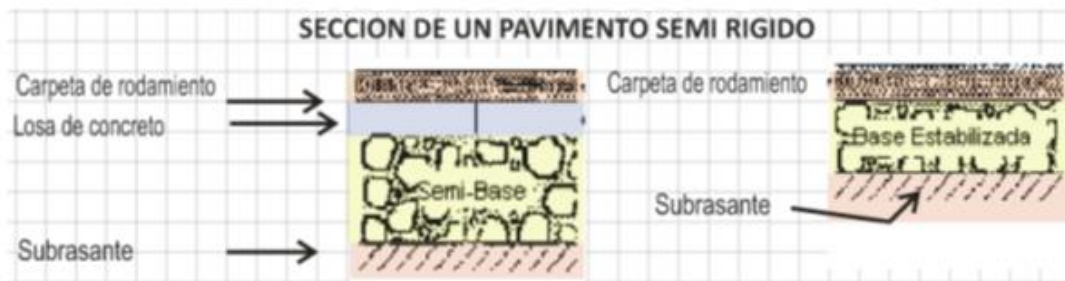 SECCION DE UN PAVIMENTO SEMI RIGIDO
Carpeta de rodamiento
Losa de concreto
Semi-Base
Subrasante
Carpeta de rodamiento
Base Estabilizada
Subrasante